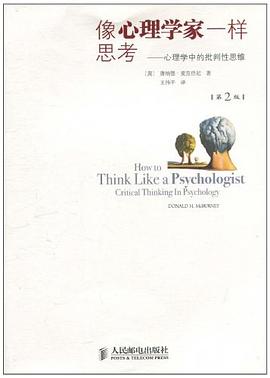 像心理学家一样
思考
——心理学中的批判性思维
[美] 唐纳德·麦克伯尼 著
王伟平 译
【第2版】
How to
Think Like a Psychologist
Critical Thinking In Psychology
DONALD H. McBURNEY
人民邮电出版社
POSTS & TELECOM PRESS